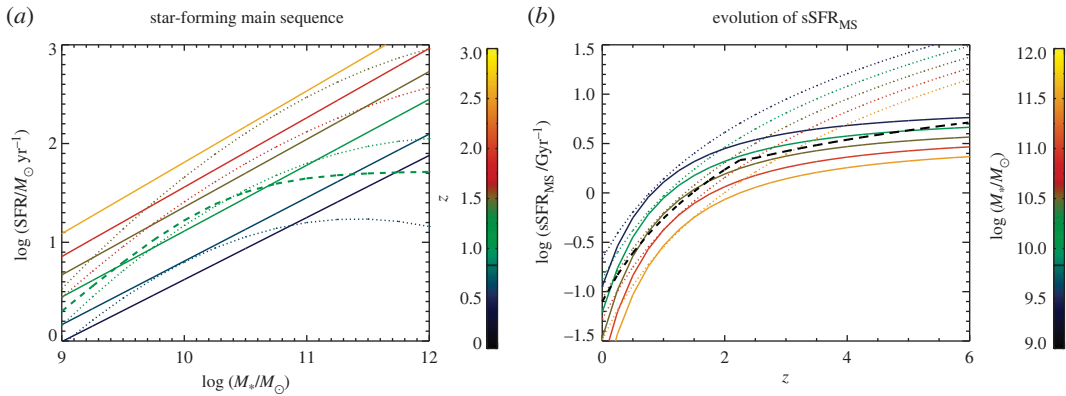 (a) star-forming main sequence
3
2
1
0
9 10 11 12
log (SFR/M⊙ yr⁻¹)
log (M*/M⊙)
3.0
2.5
2.0
1.5
1.0
0.5
0
z
(b) evolution of sSFR_MS
1.5
1.0
0.5
0
−0.5
−1.0
−1.5
0 2 4 6
log (sSFR_MS/Gyr⁻¹)
z
12.0
11.5
11.0
10.5
10.0
9.5
9.0
log (M*/M⊙)